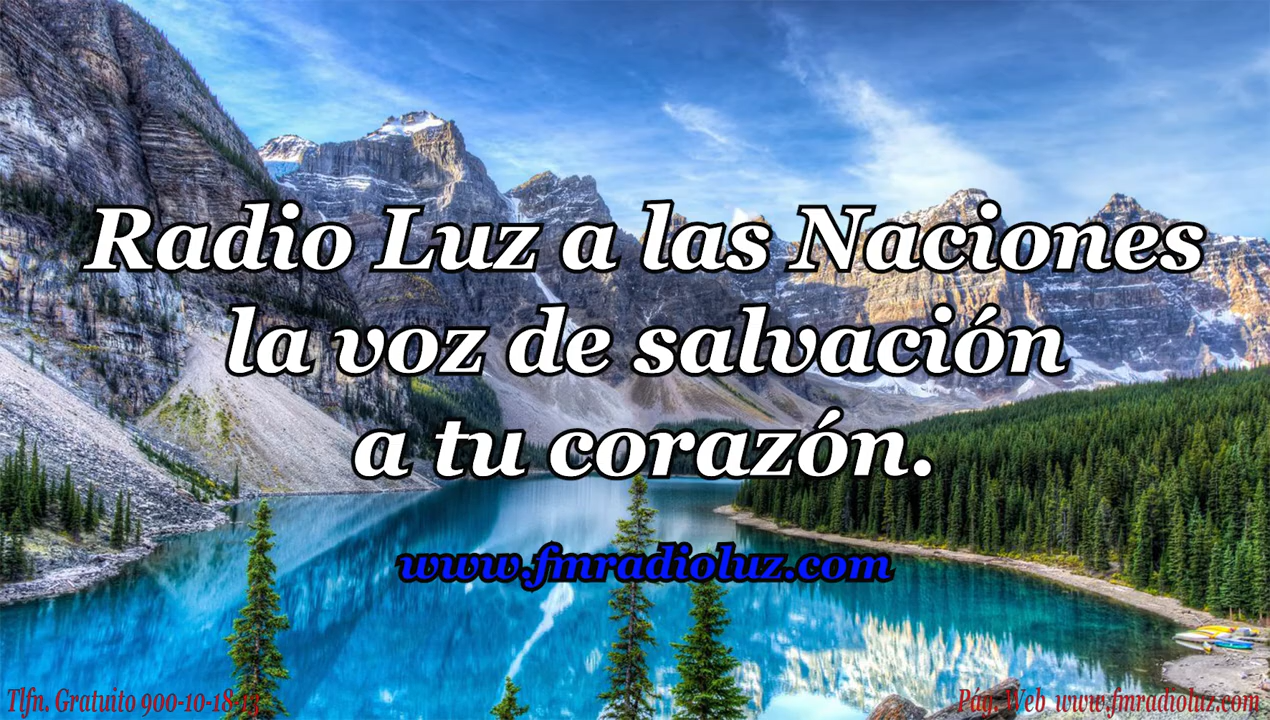 Radio Luz a las Naciones
la voz de salvación
a tu corazón.
www.fmradioluz.com
Tlfn. Gratuito 900-10-18-13
Pág. Web www.fmradioluz.com